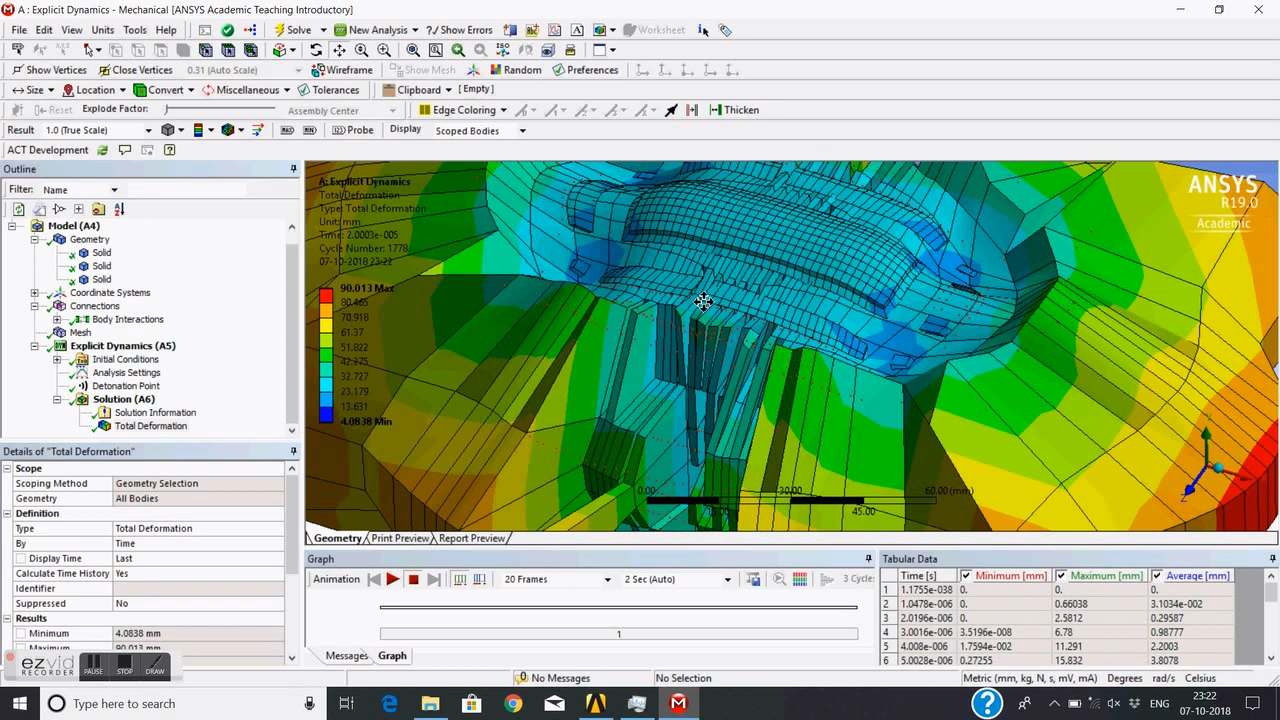 A : Explicit Dynamics - Mechanical [ANSYS Academic Teaching Introductory]
File Edit View Units Tools Help Solve New Analysis Show Errors Worksheet
Show Vertices Close Vertices 0.31 (Auto Scale) Wireframe Show Mesh Random Preferences
Size Location Convert Miscellaneous Tolerances Clipboard [Empty]
Reset Explode Factor: Assembly Center Edge Coloring Thicken
Result 1.0 (True Scale) Probe Display Scoped Bodies
ACT Development
Outline
Filter: Name
Model (A4)
Geometry
Solid
Solid
Solid
Coordinate Systems
Connections
Body Interactions
Mesh
Explicit Dynamics (A5)
Initial Conditions
Analysis Settings
Detonation Point
Solution (A6)
Solution Information
Total Deformation
Details of "Total Deformation"
Scope
Scoping Method Geometry Selection
Geometry All Bodies
Definition
Type Total Deformation
By Time
Display Time Last
Calculate Time History Yes
Identifier
Suppressed No
Results
Minimum 4.0838 mm
Maximum 90.013 mm
ezvid
RECORDER
PAUSE STOP DRAW
A: Explicit Dynamics
Total Deformation
Type: Total Deformation
Unit: mm
Time: 2.0003e-005
Cycle Number: 1778
07-10-2018 23:22
90.013 Max
80.465
70.918
61.37
51.822
42.275
32.727
23.179
13.631
4.0838 Min
ANSYS
R19.0
Academic
0.00 30.00 60.00 (mm)
45.00
Y
Z
Geometry Print Preview Report Preview
Graph
Animation 20 Frames 2 Sec (Auto) 3 Cycle
1
Messages Graph
Tabular Data
Time [s] Minimum [mm] Maximum [mm] Average [mm]
1 1.1755e-038 0. 0. 0.
2 1.0478e-006 0. 0.66038 3.1034e-002
3 2.0196e-006 0. 2.5812 0.29587
4 3.0016e-006 3.5196e-008 6.78 0.98777
5 4.008e-006 1.7594e-002 11.291 2.2003
6 5.0028e-006 0.27255 15.832 3.8078
No Messages No Selection Metric (mm, kg, N, s, mV, mA) Degrees rad/s Celsius
Type here to search
ENG
23:22
07-10-2018